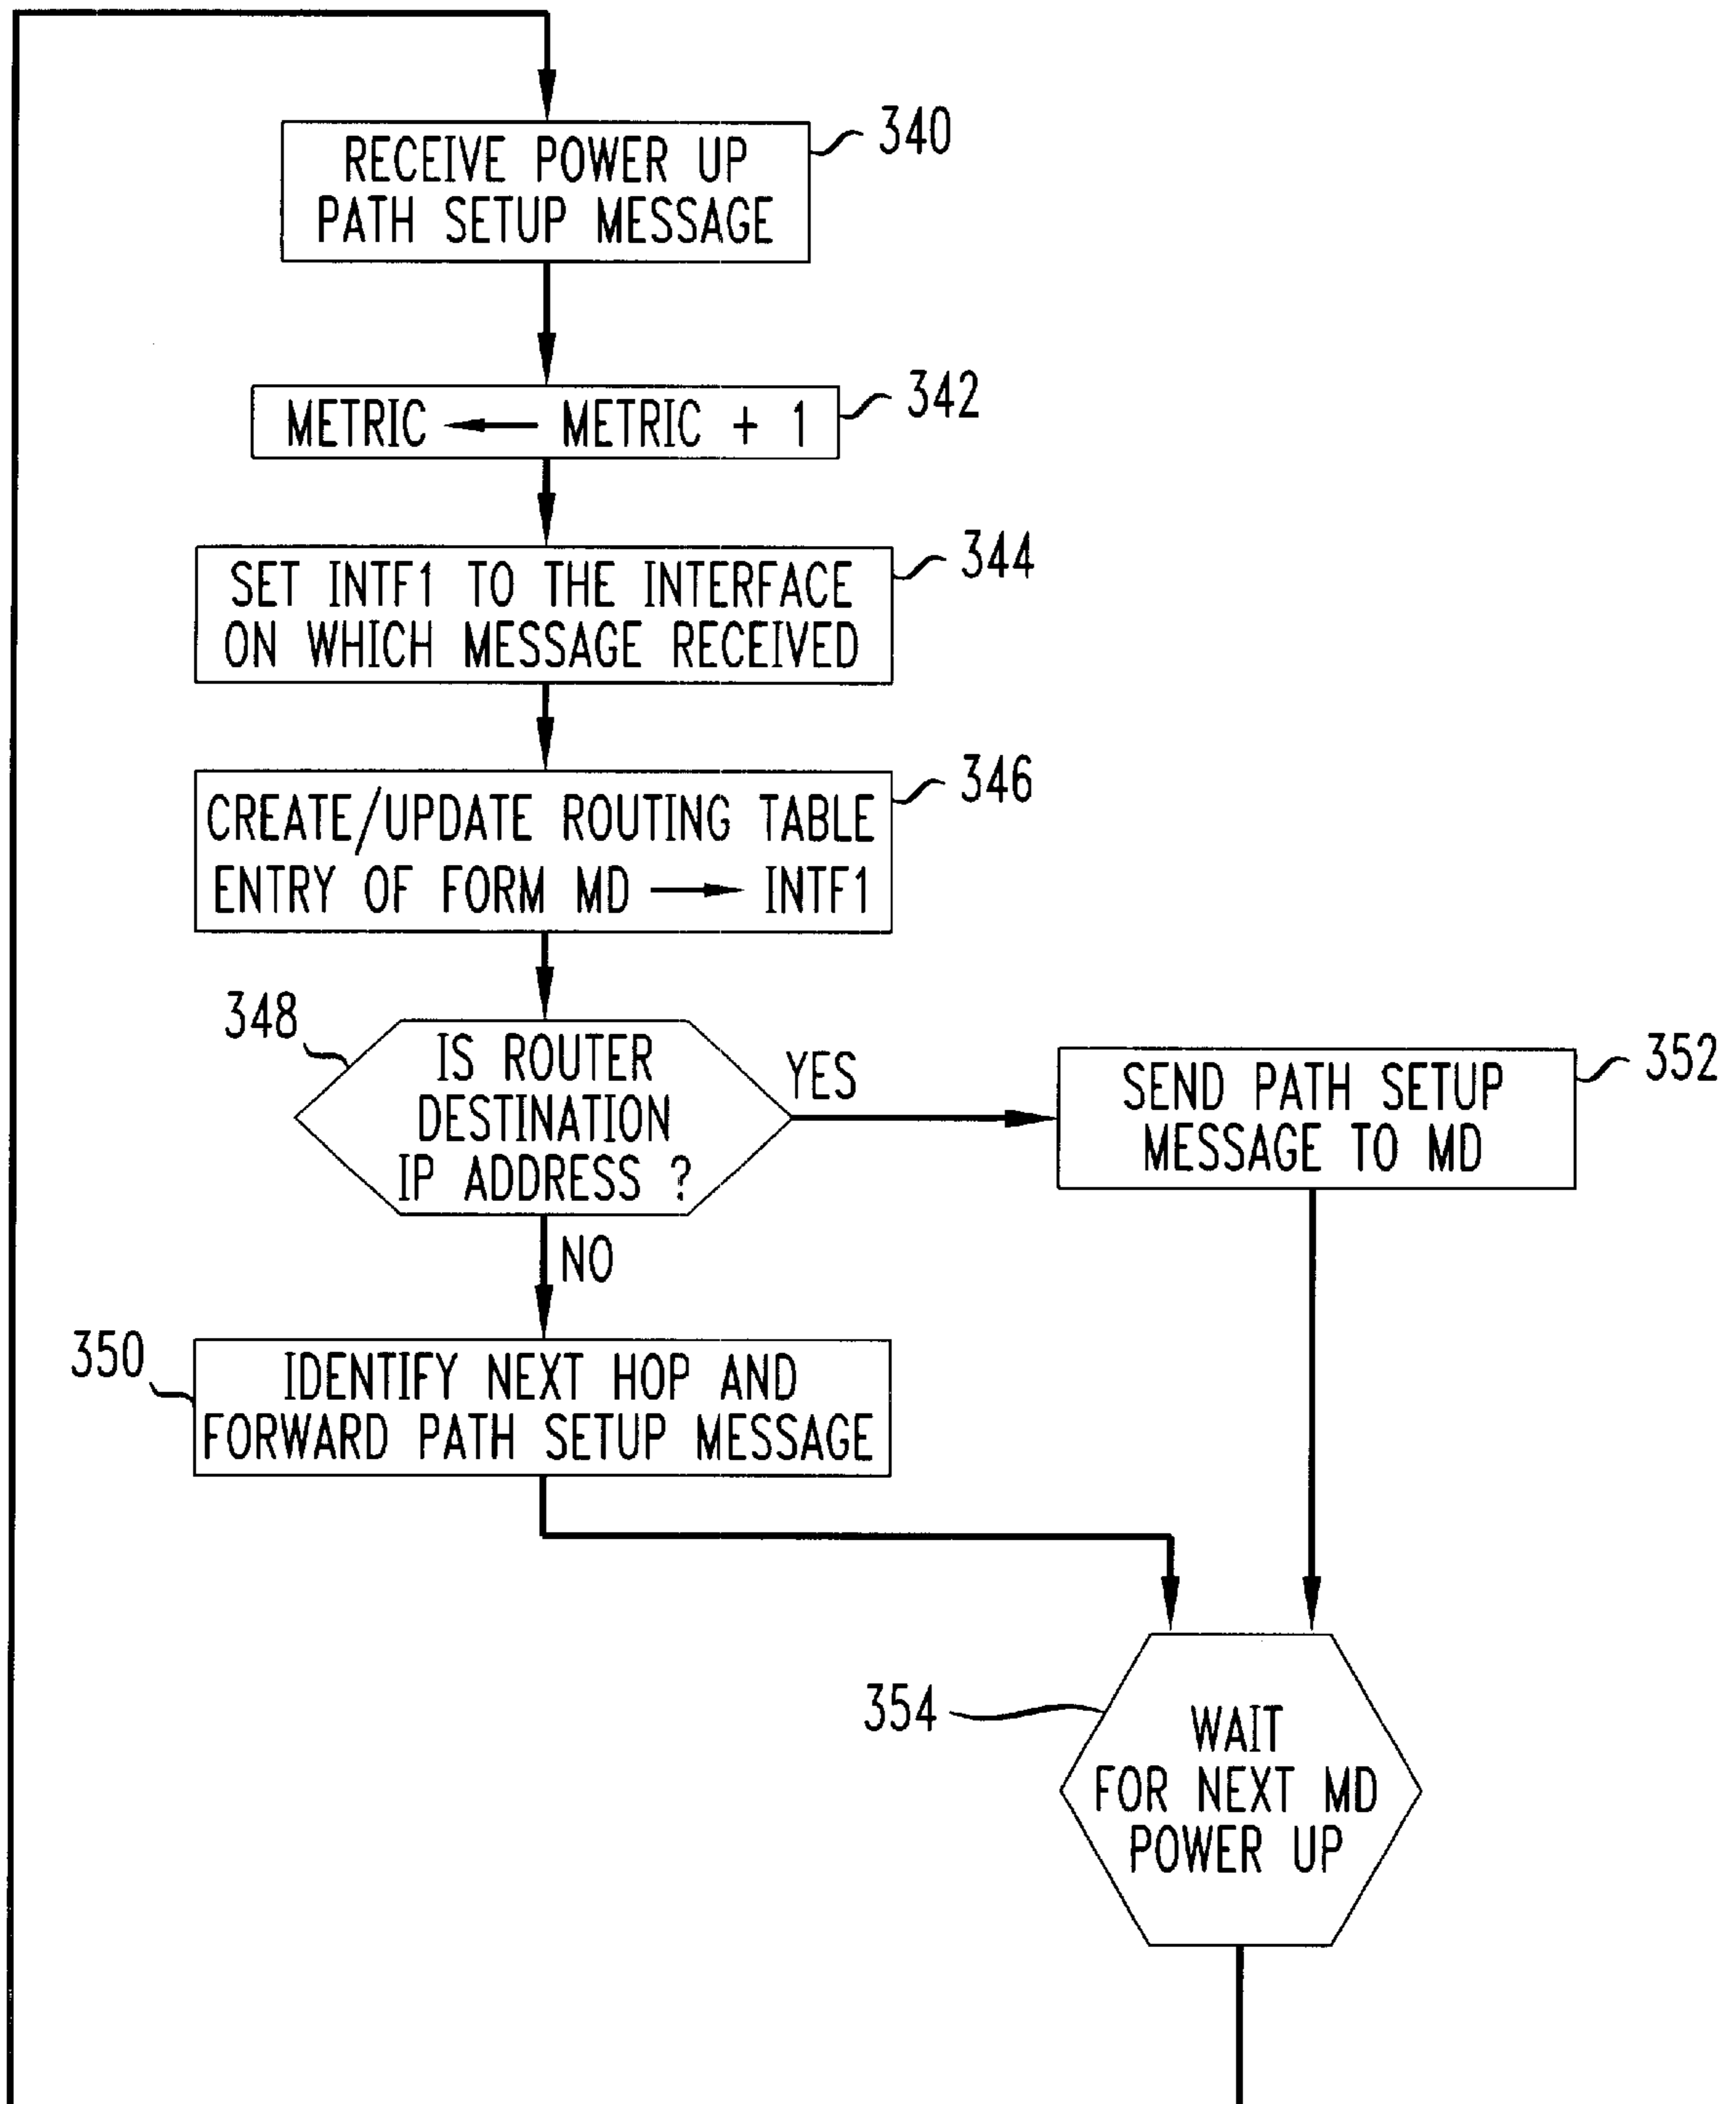 340
RECEIVE POWER UP
PATH SETUP MESSAGE
342
METRIC ← METRIC + 1
344
SET INTF1 TO THE INTERFACE
ON WHICH MESSAGE RECEIVED
346
CREATE/UPDATE ROUTING TABLE
ENTRY OF FORM MD → INTF1
348
IS ROUTER
DESTINATION
IP ADDRESS ?
YES
352
SEND PATH SETUP
MESSAGE TO MD
NO
350
IDENTIFY NEXT HOP AND
FORWARD PATH SETUP MESSAGE
354
WAIT
FOR NEXT MD
POWER UP